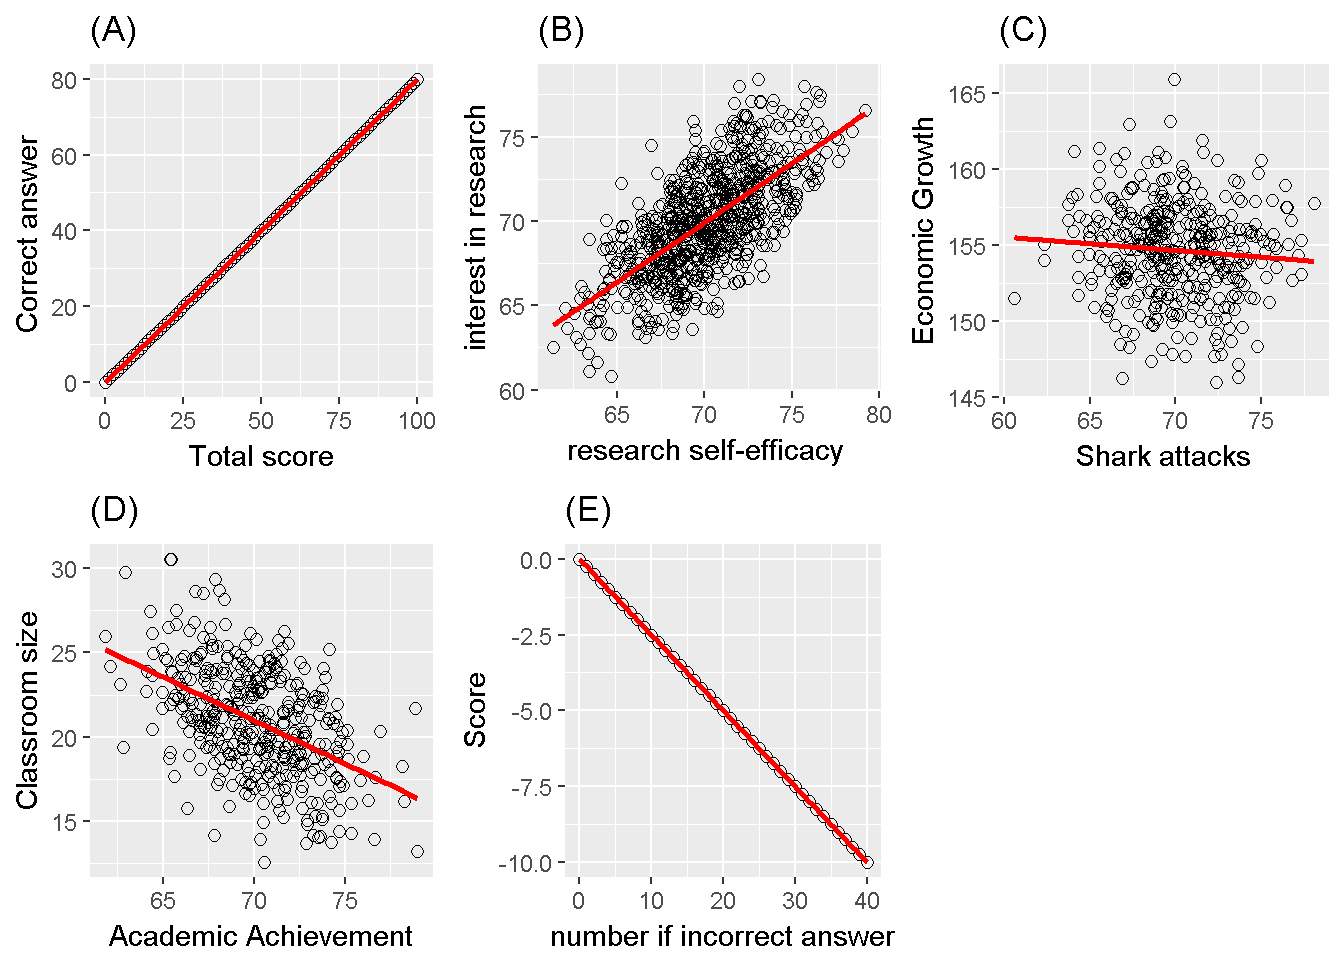 (A)
80
60
40
20
0
Correct answer
0 25 50 75 100
Total score
(B)
75
70
65
60
interest in research
65 70 75 80
research self-efficacy
(C)
165
160
155
150
145
Economic Growth
60 65 70 75
Shark attacks
(D)
30
25
20
15
Classroom size
65 70 75
Academic Achievement
(E)
0.0
-2.5
-5.0
-7.5
-10.0
Score
0 10 20 30 40
number if incorrect answer